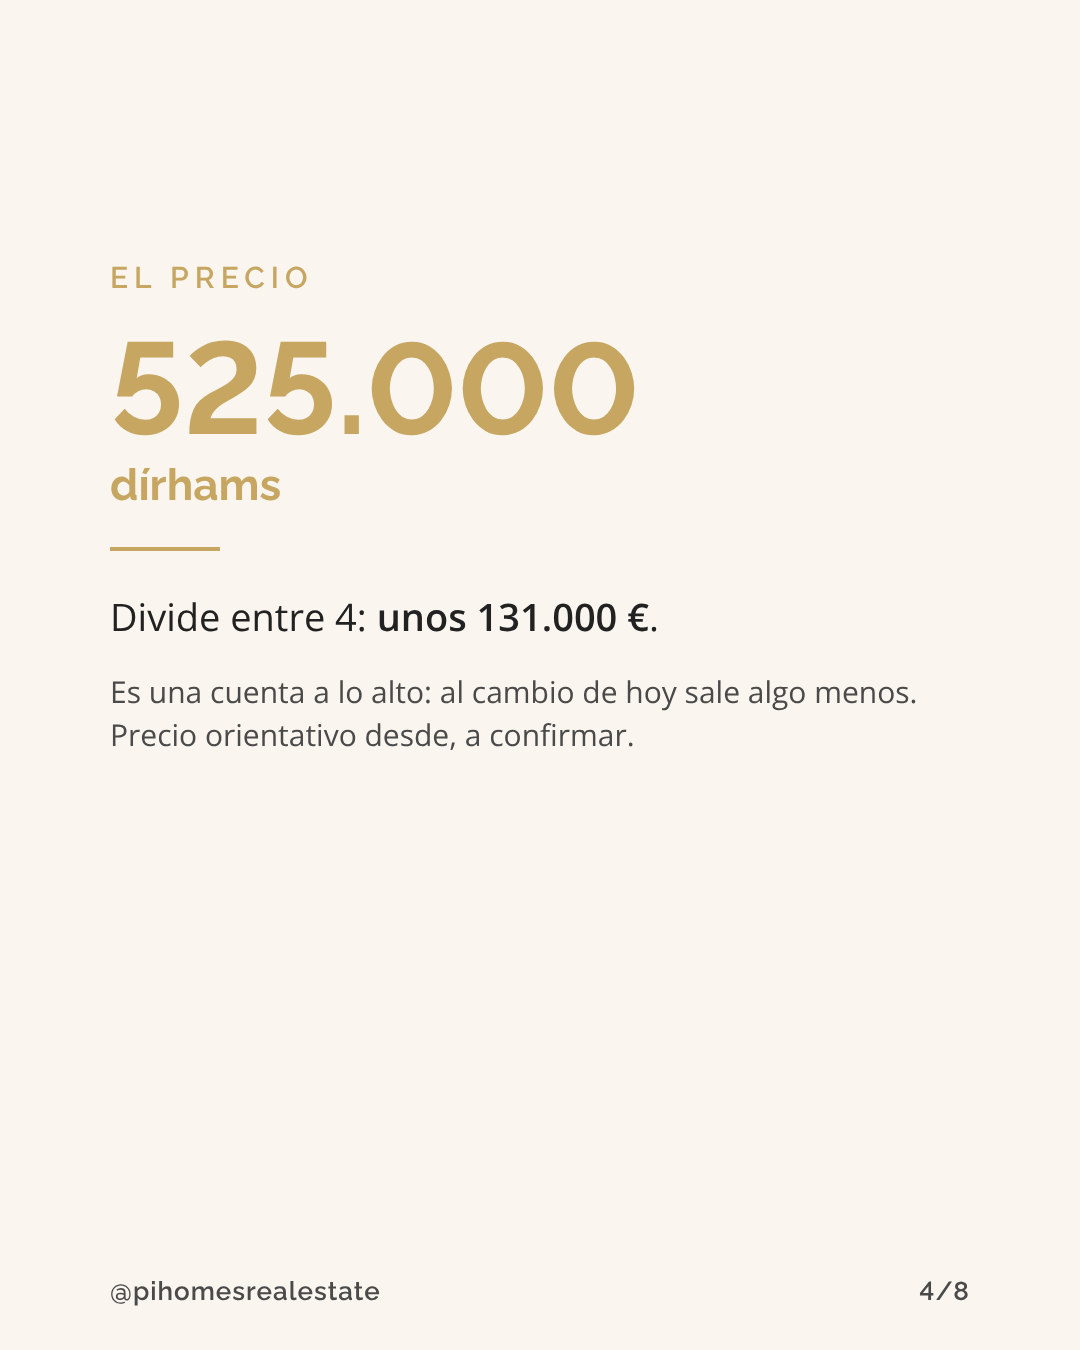 EL PRECIO
525.000
dírhams
Divide entre 4: unos 131.000 €.
Es una cuenta a lo alto: al cambio de hoy sale algo menos.
Precio orientativo desde, a confirmar.
@pihomesrealestate
4/8